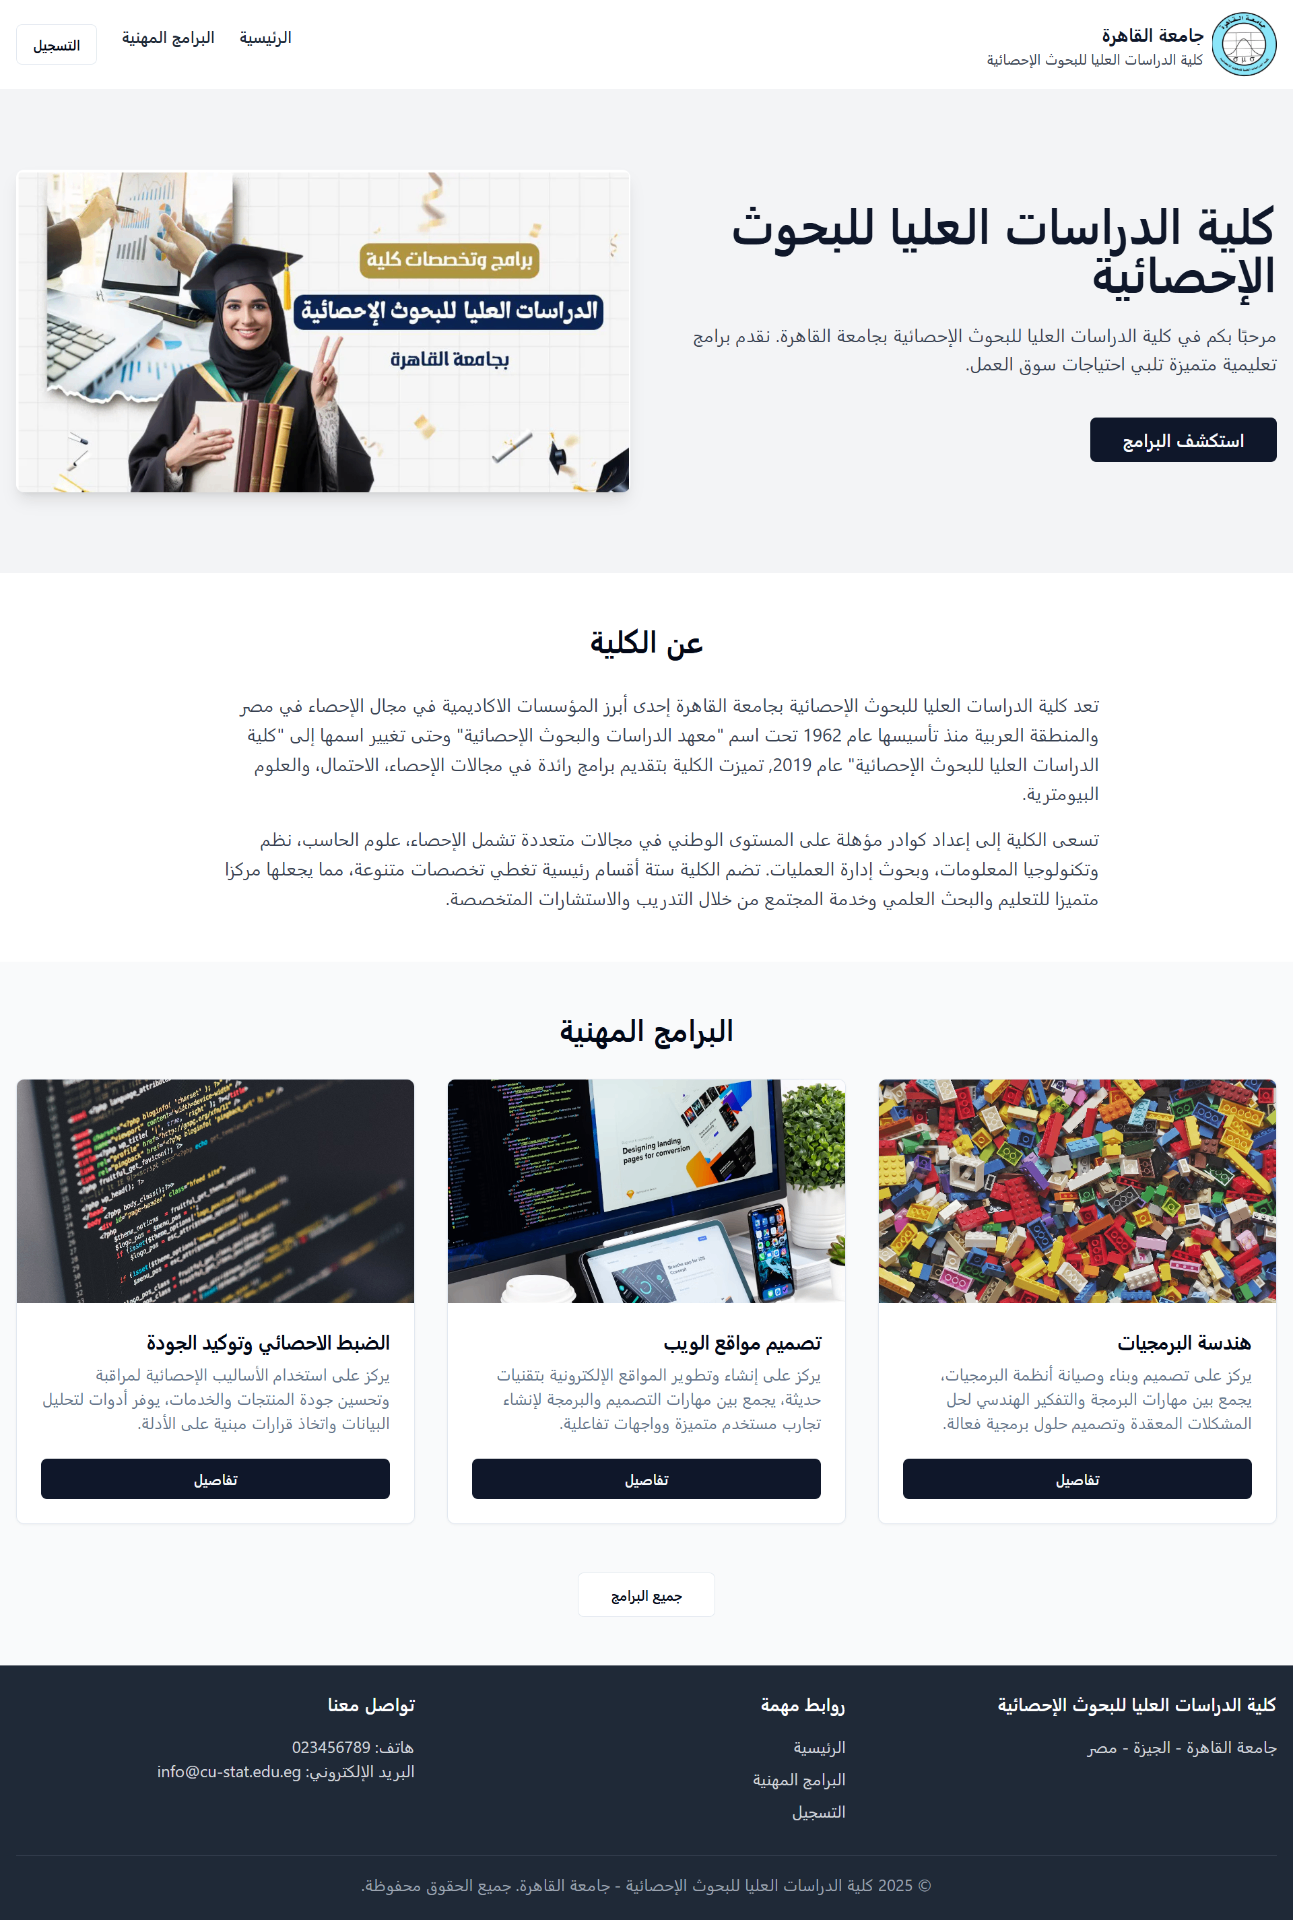 جامعة القاهرة
كلية الدراسات العليا للبحوث الإحصائية
الرئيسية
البرامج المهنية
التسجيل
كلية الدراسات العليا للبحوث
الإحصائية
مرحبًا بكم في كلية الدراسات العليا للبحوث الإحصائية بجامعة القاهرة. نقدم برامج
تعليمية متميزة تلبي احتياجات سوق العمل.
استكشف البرامج
برامج وتخصصات كلية
الدراسات العليا للبحوث الإحصائية
بجامعة القاهرة
عن الكلية
تعد كلية الدراسات العليا للبحوث الإحصائية بجامعة القاهرة إحدى أبرز المؤسسات الاكاديمية في مجال الإحصاء في مصر
والمنطقة العربية منذ تأسيسها عام 1962 تحت اسم "معهد الدراسات والبحوث الإحصائية" وحتى تغيير اسمها إلى "كلية
الدراسات العليا للبحوث الإحصائية" عام 2019, تميزت الكلية بتقديم برامج رائدة في مجالات الإحصاء، الاحتمال، والعلوم
البيومترية.
تسعى الكلية إلى إعداد كوادر مؤهلة على المستوى الوطني في مجالات متعددة تشمل الإحصاء، علوم الحاسب، نظم
وتكنولوجيا المعلومات، وبحوث إدارة العمليات. تضم الكلية ستة أقسام رئيسية تغطي تخصصات متنوعة، مما يجعلها مركزا
متميزا للتعليم والبحث العلمي وخدمة المجتمع من خلال التدريب والاستشارات المتخصصة.
البرامج المهنية
Designing landing
pages for conversion
هندسة البرمجيات
يركز على تصميم وبناء وصيانة أنظمة البرمجيات،
يجمع بين مهارات البرمجة والتفكير الهندسي لحل
المشكلات المعقدة وتصميم حلول برمجية فعالة.
تفاصيل
تصميم مواقع الويب
يركز على إنشاء وتطوير المواقع الإلكترونية بتقنيات
حديثة، يجمع بين مهارات التصميم والبرمجة لإنشاء
تجارب مستخدم متميزة وواجهات تفاعلية.
تفاصيل
الضبط الاحصائي وتوكيد الجودة
يركز على استخدام الأساليب الإحصائية لمراقبة
وتحسين جودة المنتجات والخدمات، يوفر أدوات لتحليل
البيانات واتخاذ قرارات مبنية على الأدلة.
تفاصيل
جميع البرامج
كلية الدراسات العليا للبحوث الإحصائية
جامعة القاهرة - الجيزة - مصر
روابط مهمة
الرئيسية
البرامج المهنية
التسجيل
تواصل معنا
هاتف: 023456789
البريد الإلكتروني: info@cu-stat.edu.eg
© 2025 كلية الدراسات العليا للبحوث الإحصائية - جامعة القاهرة. جميع الحقوق محفوظة.